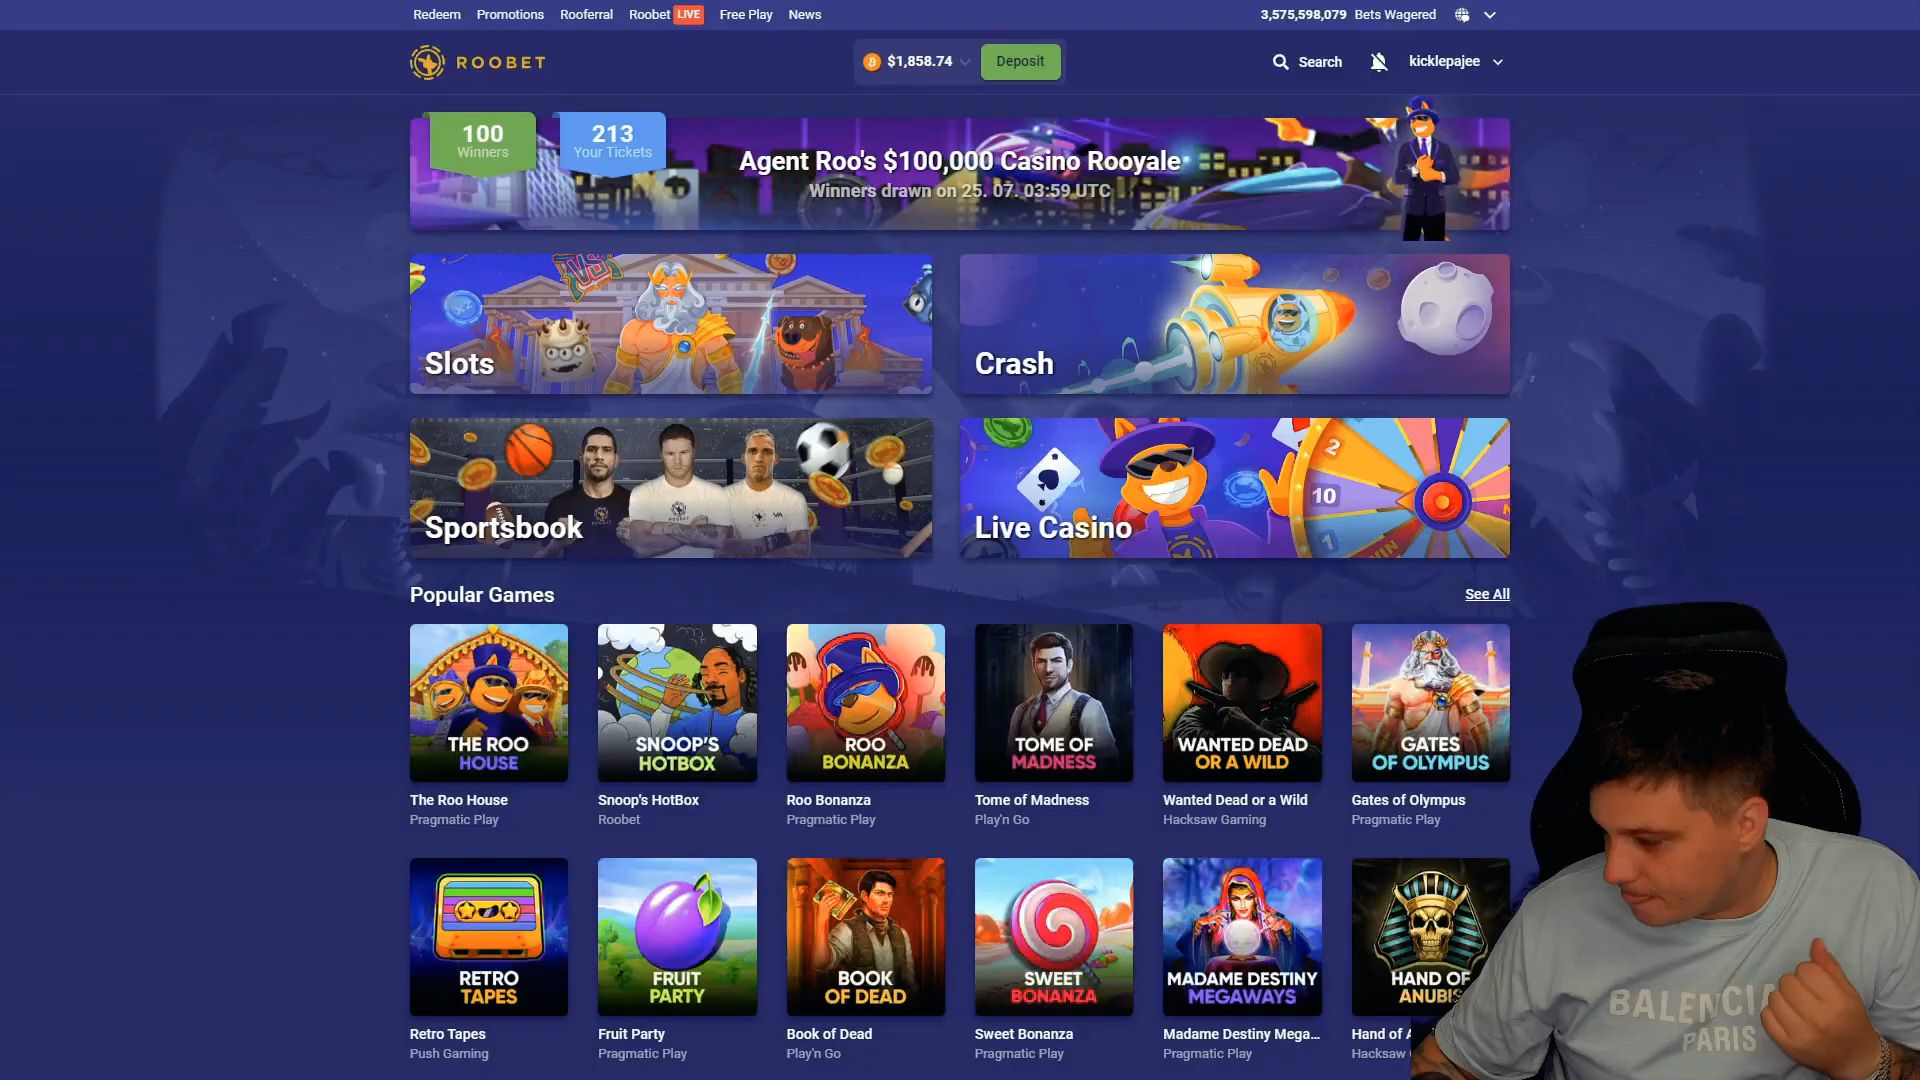 Redeem Promotions Rooferral Roobet LIVE Free Play News
3,575,598,079 Bets Wagered
ROOBET
$1,858.74 Deposit
Search kicklepajee
100
Winners
213
Your Tickets
Agent Roo's $100,000 Casino Rooyale
Winners drawn on 25. 07. 03:59 UTC
Slots
Crash
Sportsbook
Live Casino
2
10
1
Popular Games See All
THE ROO
HOUSE
SNOOP'S
HOTBOX
ROO
BONANZA
TOME OF
MADNESS
WANTED DEAD
OR A WILD
GATES
OF OLYMPUS
The Roo House Snoop's HotBox Roo Bonanza Tome of Madness Wanted Dead or a Wild Gates of Olympus
Pragmatic Play Roobet Pragmatic Play Play'n Go Hacksaw Gaming Pragmatic Play
RETRO
TAPES
FRUIT
PARTY
BOOK
OF DEAD
SWEET
BONANZA
MADAME DESTINY
MEGAWAYS
HAND OF
ANUBIS
Retro Tapes Fruit Party Book of Dead Sweet Bonanza Madame Destiny Mega... Hand of
Push Gaming Pragmatic Play Play'n Go Pragmatic Play Pragmatic Play Hacksaw
PARIS